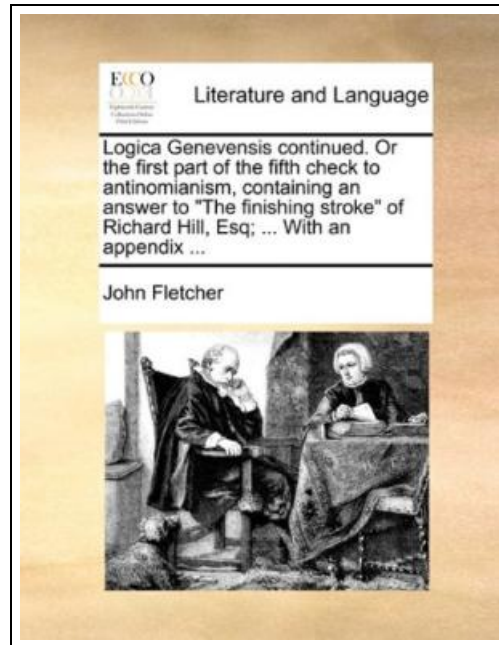 ECCO
Literature and Language
Logica Genevensis continued. Or
the first part of the fifth check to
antinomianism, containing an
answer to "The finishing stroke" of
Richard Hill, Esq; ... With an
appendix ...
John Fletcher